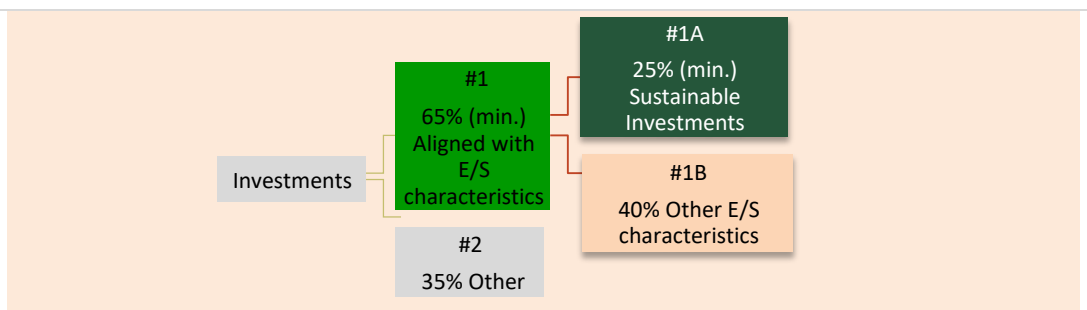 Investments
#1
65% (min.)
Aligned with
E/S
characteristics
#2
35% Other
#1A
25% (min.)
Sustainable
Investments
#1B
40% Other E/S
characteristics